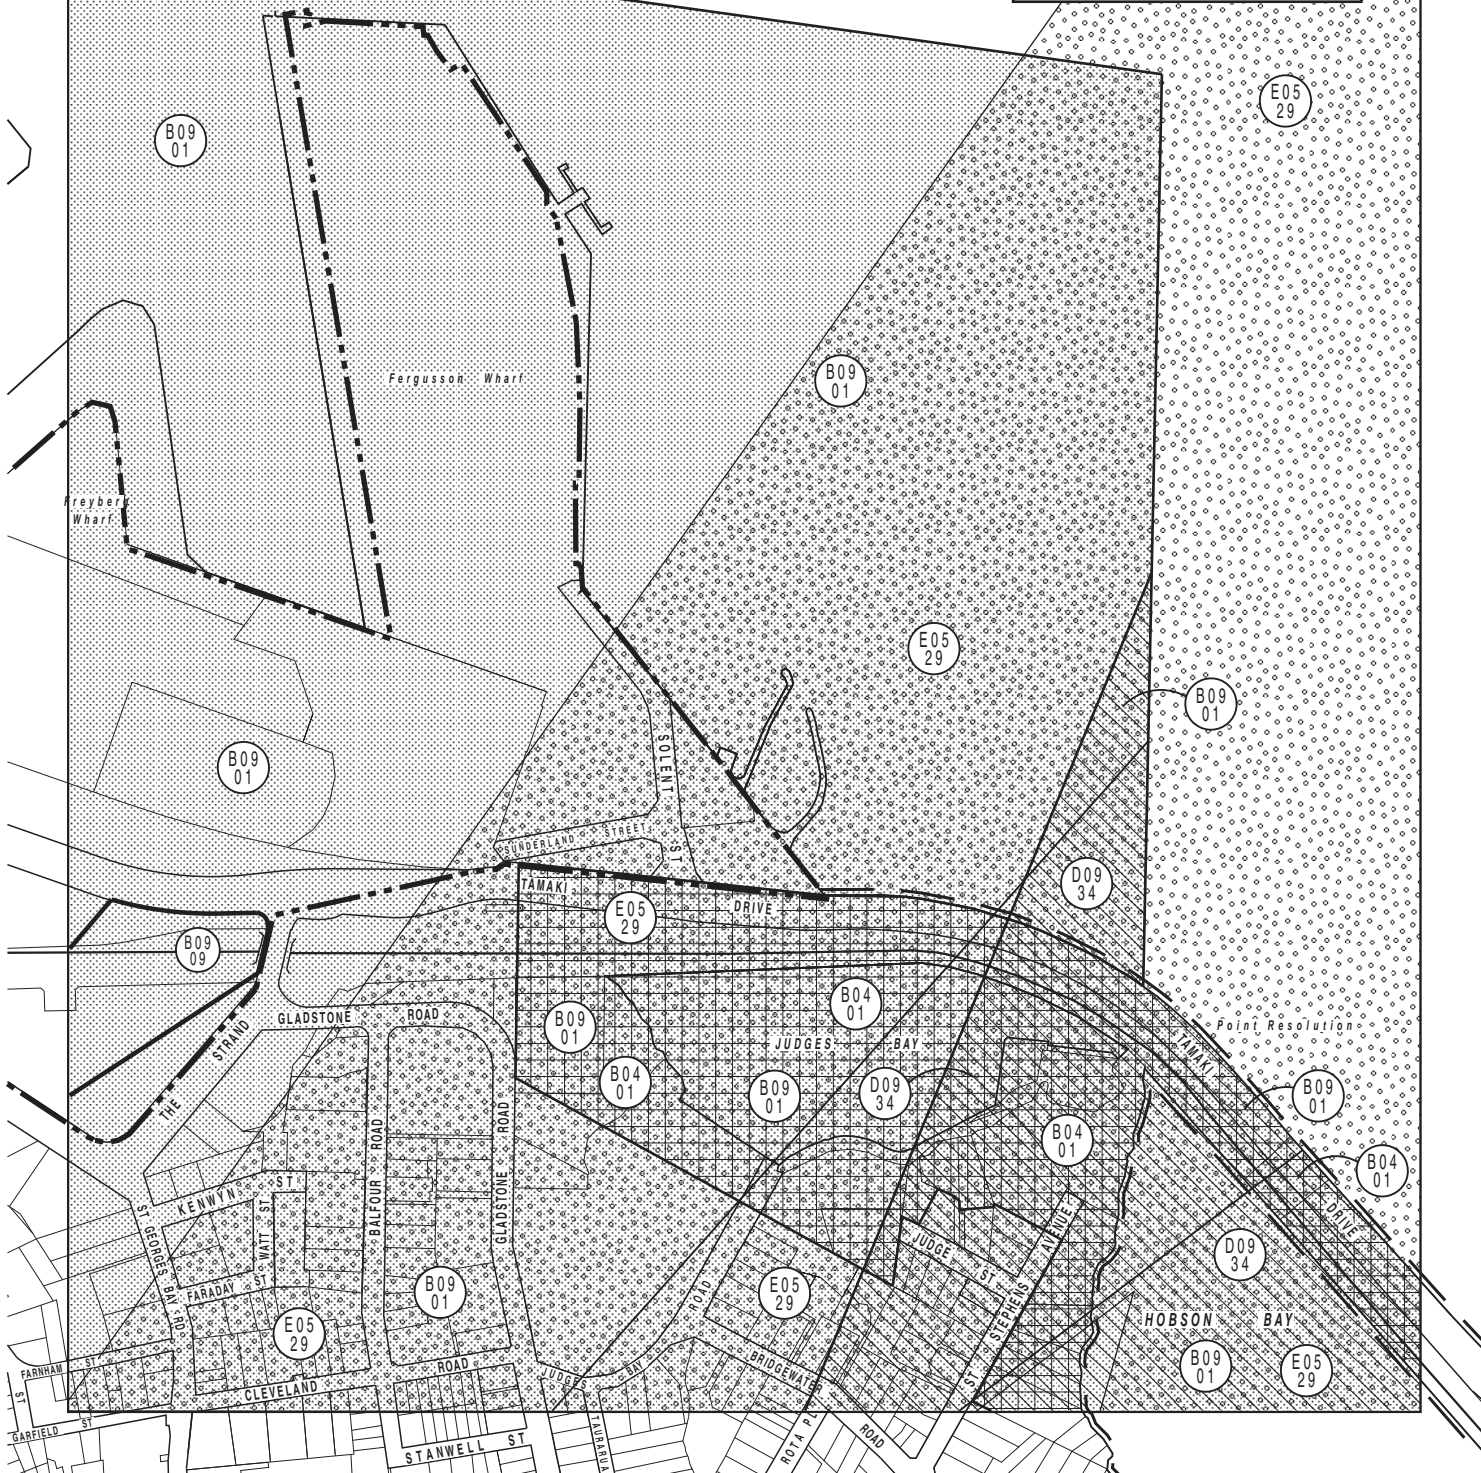 E05
29
B09
01
Fergusson Wharf
B09
01
Freyberg
Wharf
E05
29
B09
01
SOLENT
ST
B09
01
SUNDERLAND STREET
TAMAKI
DRIVE
D09
34
E05
29
B09
09
B04
01
GLADSTONE ROAD
B09
01
JUDGES BAY
Point Resolution
THE STRAND
TAMAKI
DRIVE
B04
01
B09
01
D09
34
B09
01
B04
01
B04
01
GLADSTONE ROAD
BALFOUR ROAD
KENWYN ST
WATT ST
ST GEORGES BAY RD
FARADAY ST
JUDGE ST
ST STEPHENS AVENUE
D09
34
B09
01
E05
29
ROAD
E05
29
HOBSON BAY
B09
01
E05
29
FARNHAM ST
ST
CLEVELAND ROAD
JUDGES BAY
BRIDGEWATER
ROAD
GARFIELD ST
STANWELL ST
TAURARUA
ROTA PL